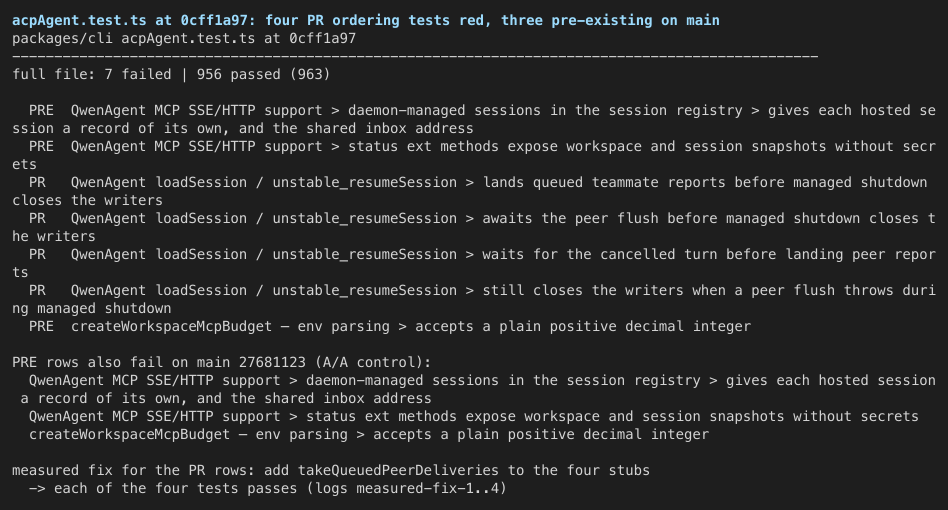 acpAgent.test.ts at 0cff1a97: four PR ordering tests red, three pre-existing on main
packages/cli acpAgent.test.ts at 0cff1a97
────────────────────────────────────────────────────────────────────────────────────────────────
full file: 7 failed | 956 passed (963)
  PRE  QwenAgent MCP SSE/HTTP support > daemon-managed sessions in the session registry > gives each hosted se
ssion a record of its own, and the shared inbox address
  PRE  QwenAgent MCP SSE/HTTP support > status ext methods expose workspace and session snapshots without secr
ets
  PR   QwenAgent loadSession / unstable_resumeSession > lands queued teammate reports before managed shutdown
closes the writers
  PR   QwenAgent loadSession / unstable_resumeSession > awaits the peer flush before managed shutdown closes t
he writers
  PR   QwenAgent loadSession / unstable_resumeSession > waits for the cancelled turn before landing peer repor
ts
  PR   QwenAgent loadSession / unstable_resumeSession > still closes the writers when a peer flush throws duri
ng managed shutdown
  PRE  createWorkspaceMcpBudget — env parsing > accepts a plain positive decimal integer
PRE rows also fail on main 27681123 (A/A control):
  QwenAgent MCP SSE/HTTP support > daemon-managed sessions in the session registry > gives each hosted session
 a record of its own, and the shared inbox address
  QwenAgent MCP SSE/HTTP support > status ext methods expose workspace and session snapshots without secrets
  createWorkspaceMcpBudget — env parsing > accepts a plain positive decimal integer
measured fix for the PR rows: add takeQueuedPeerDeliveries to the four stubs
  -> each of the four tests passes (logs measured-fix-1..4)